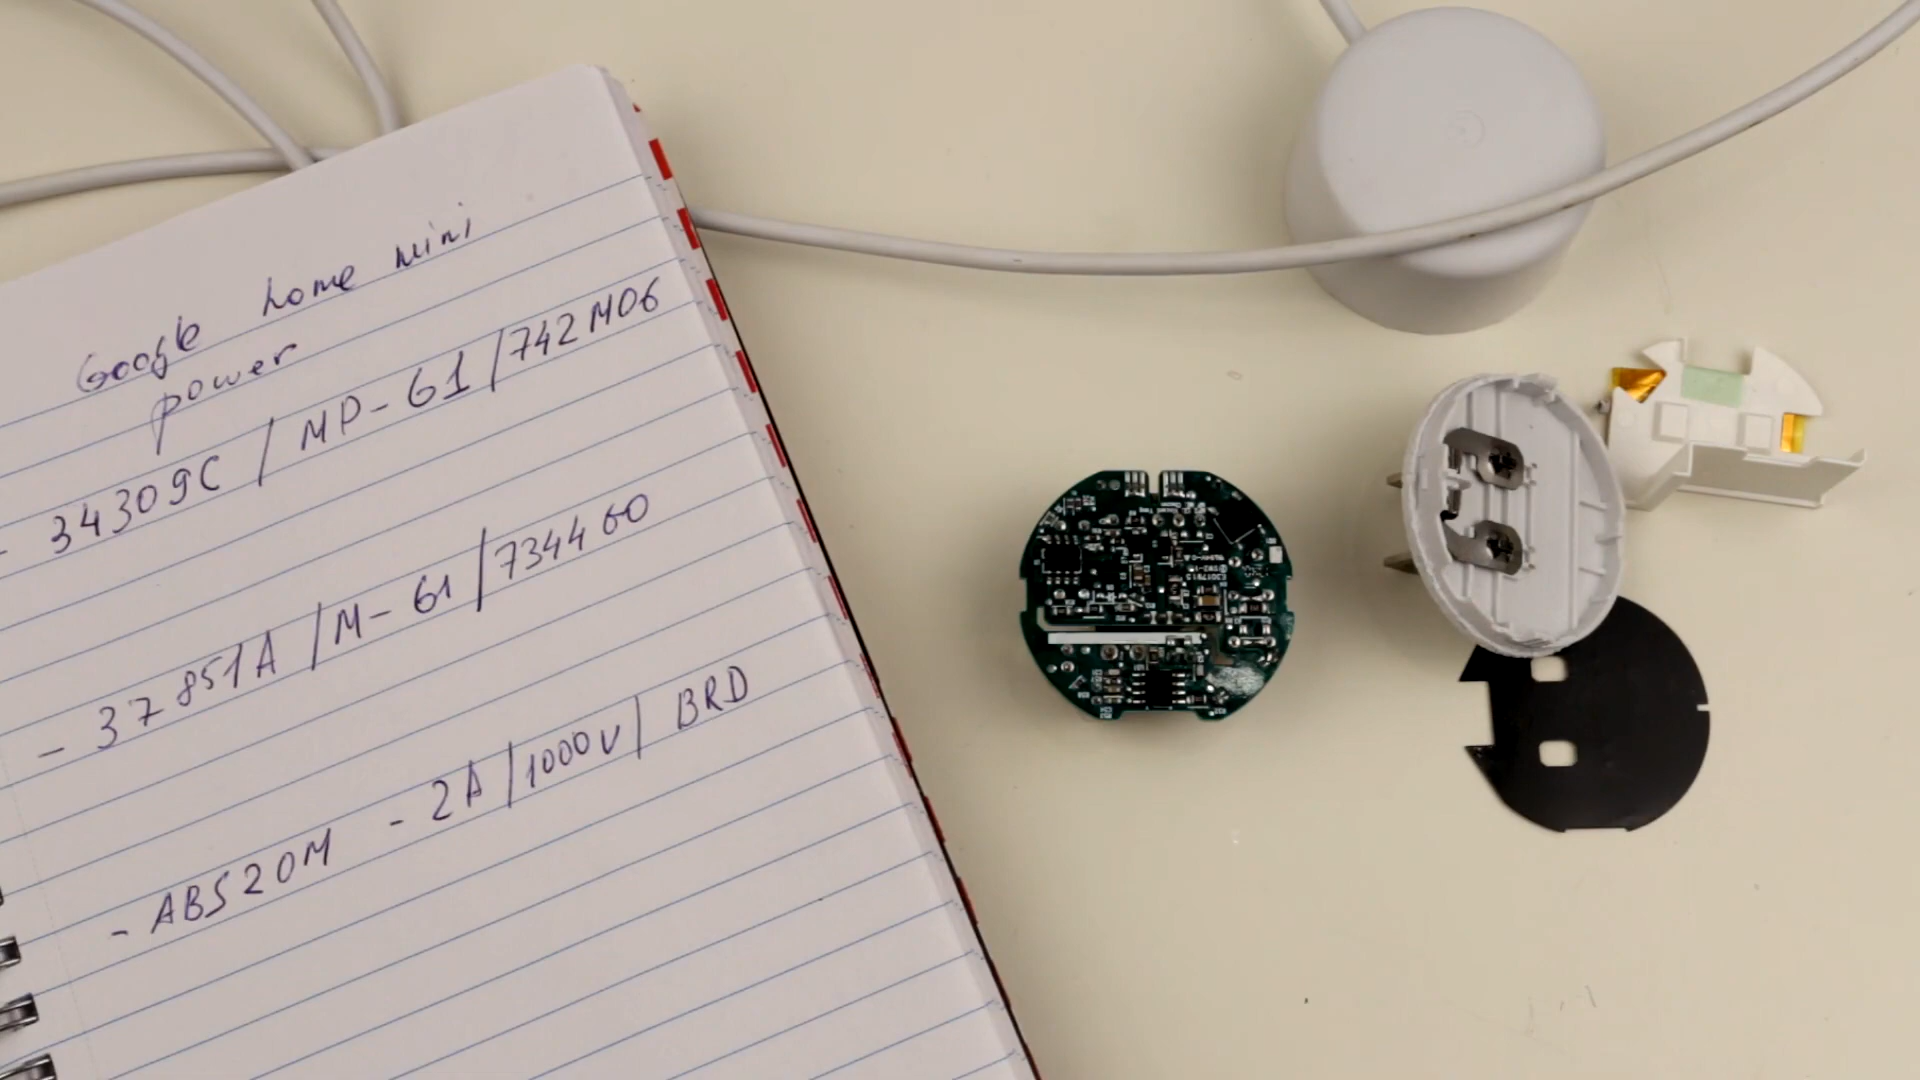 Google home mini
power
- 34309C / MP-61 / 742M06
- 37851A / M-61 / 734460
- ABS20M - 2A / 1000V / BRD